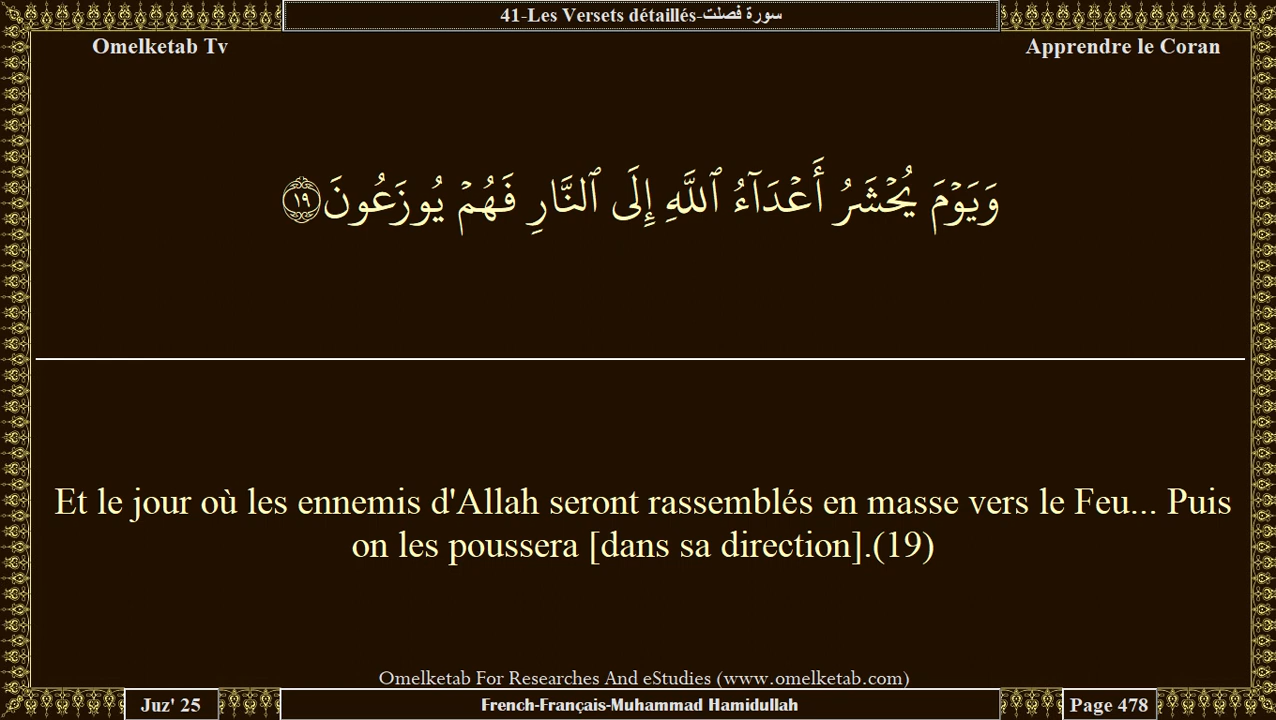 41-Les Versets détaillés-سورة فصلت
Omelketab Tv
Apprendre le Coran
وَيَوۡمَ يُحۡشَرُ أَعۡدَآءُ ٱللَّهِ إِلَى ٱلنَّارِ فَهُمۡ يُوزَعُونَ ١٩
Et le jour où les ennemis d'Allah seront rassemblés en masse vers le Feu... Puis
on les poussera [dans sa direction].(19)
Omelketab For Researches And eStudies (www.omelketab.com)
Juz' 25
French-Français-Muhammad Hamidullah
Page 478